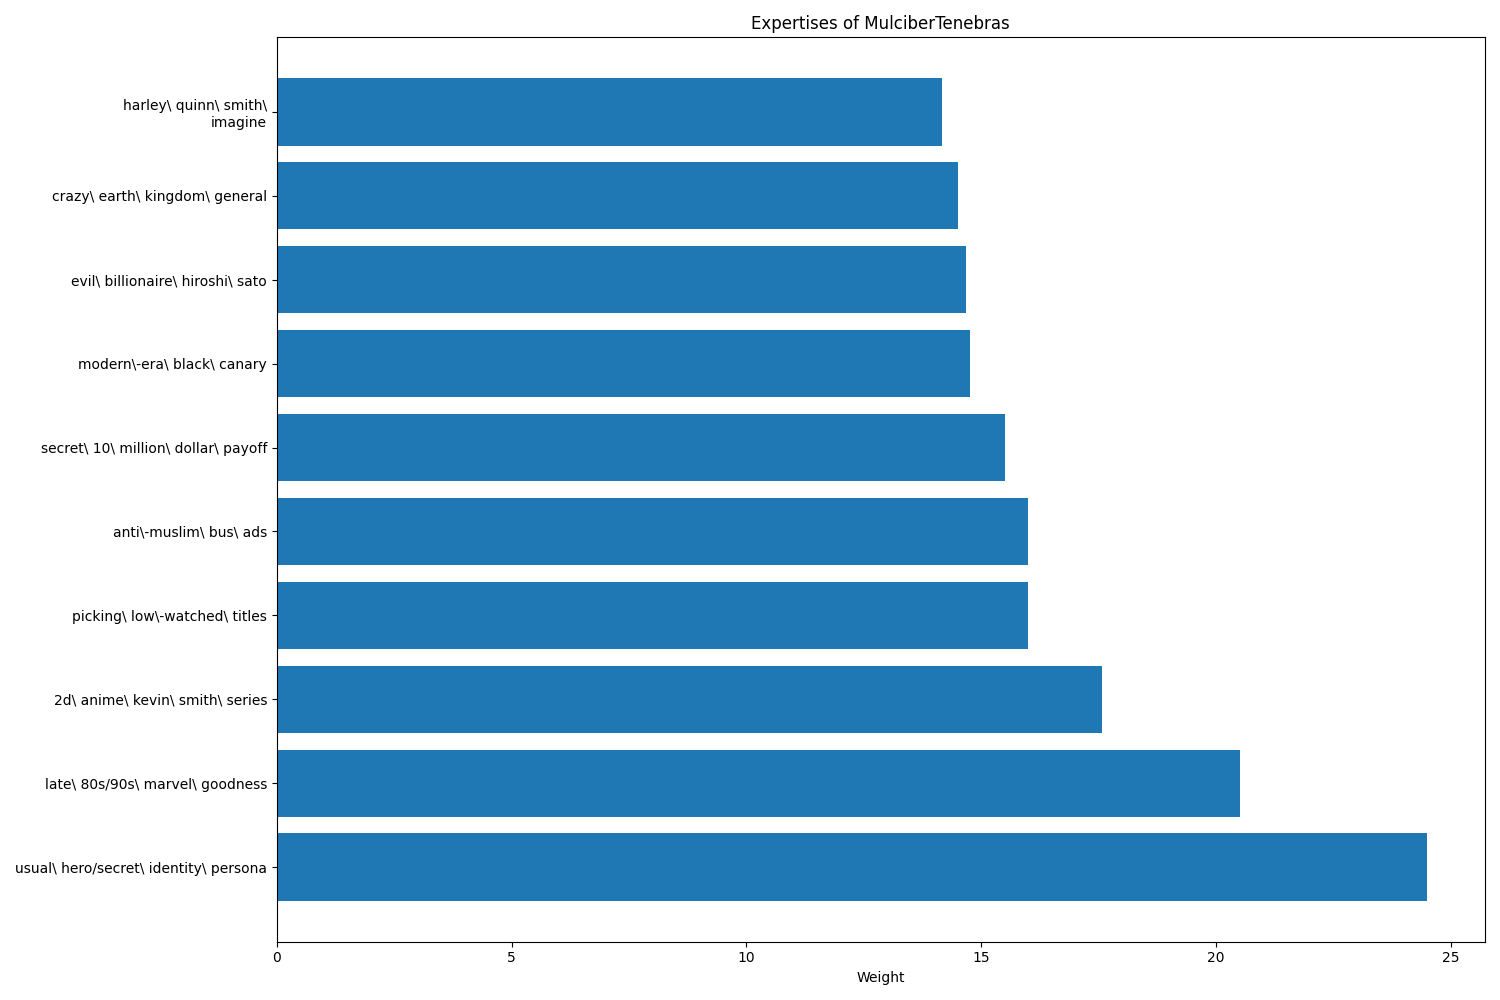 Expertises of MulciberTenebras
harley\ quinn\ smith\
imagine
crazy\ earth\ kingdom\ general
evil\ billionaire\ hiroshi\ sato
modern\-era\ black\ canary
secret\ 10\ million\ dollar\ payoff
anti\-muslim\ bus\ ads
picking\ low\-watched\ titles
2d\ anime\ kevin\ smith\ series
late\ 80s/90s\ marvel\ goodness
usual\ hero/secret\ identity\ persona
0 5 10 15 20 25
Weight